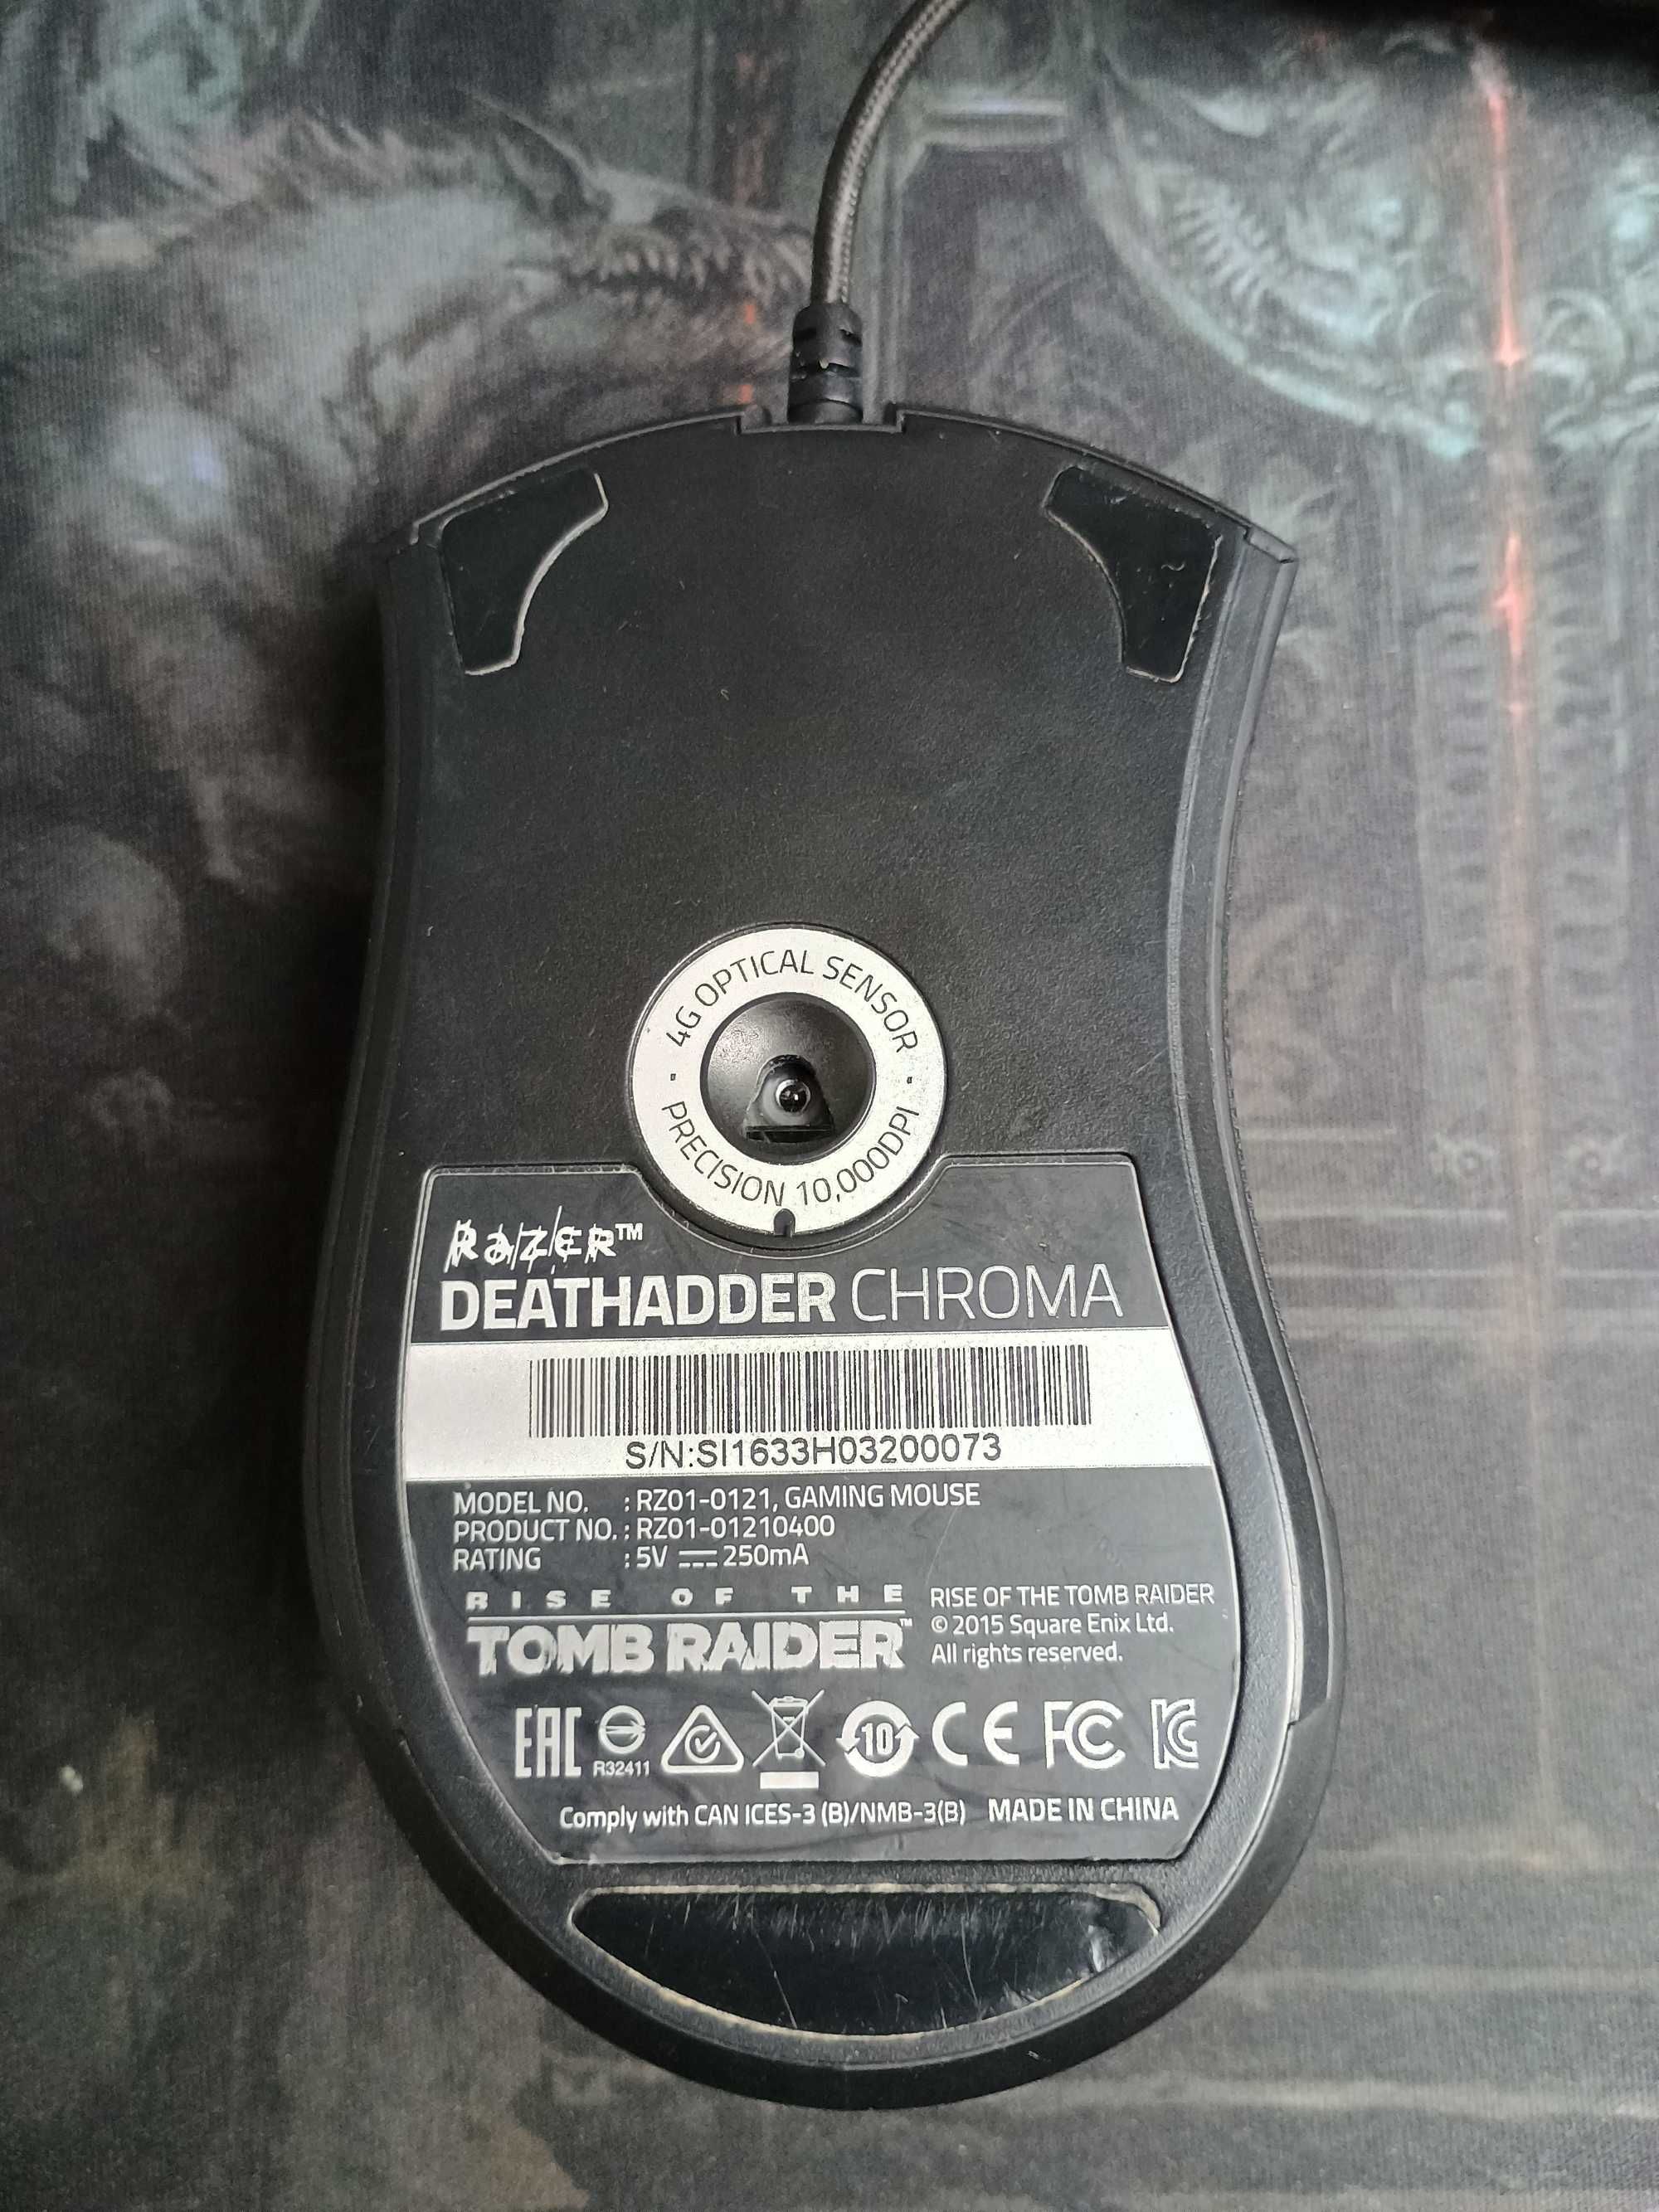 4G OPTICAL SENSOR
PRECISION 10,000DPI
RAZER™
DEATHADDER CHROMA
S/N:SI1633H03200073
MODEL NO. : RZ01-0121, GAMING MOUSE
PRODUCT NO. : RZ01-01210400
RATING : 5V 250mA
RISE OF THE
TOMB RAIDER™
RISE OF THE TOMB RAIDER
© 2015 Square Enix Ltd.
All rights reserved.
EAC R32411 10 CE FC KC
Comply with CAN ICES-3 (B)/NMB-3(B) MADE IN CHINA